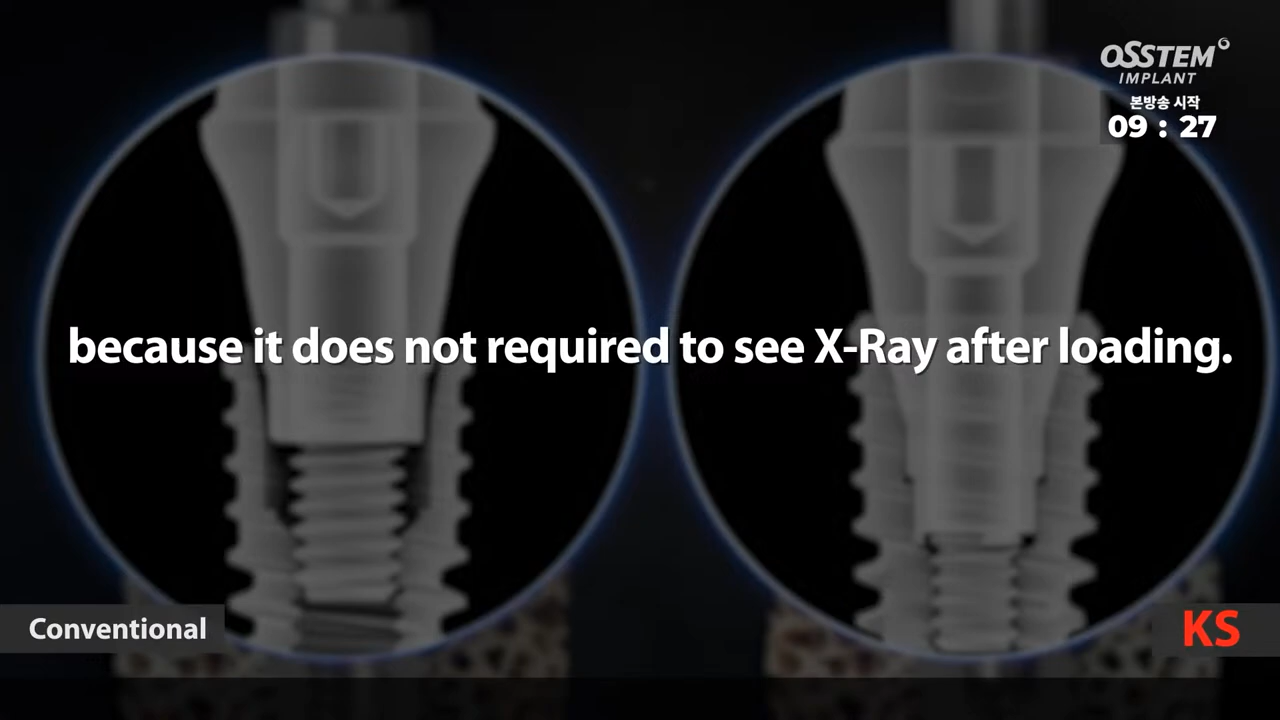 OSSTEM
IMPLANT
본방송 시작
09 : 27
because it does not required to see X-Ray after loading.
Conventional
KS